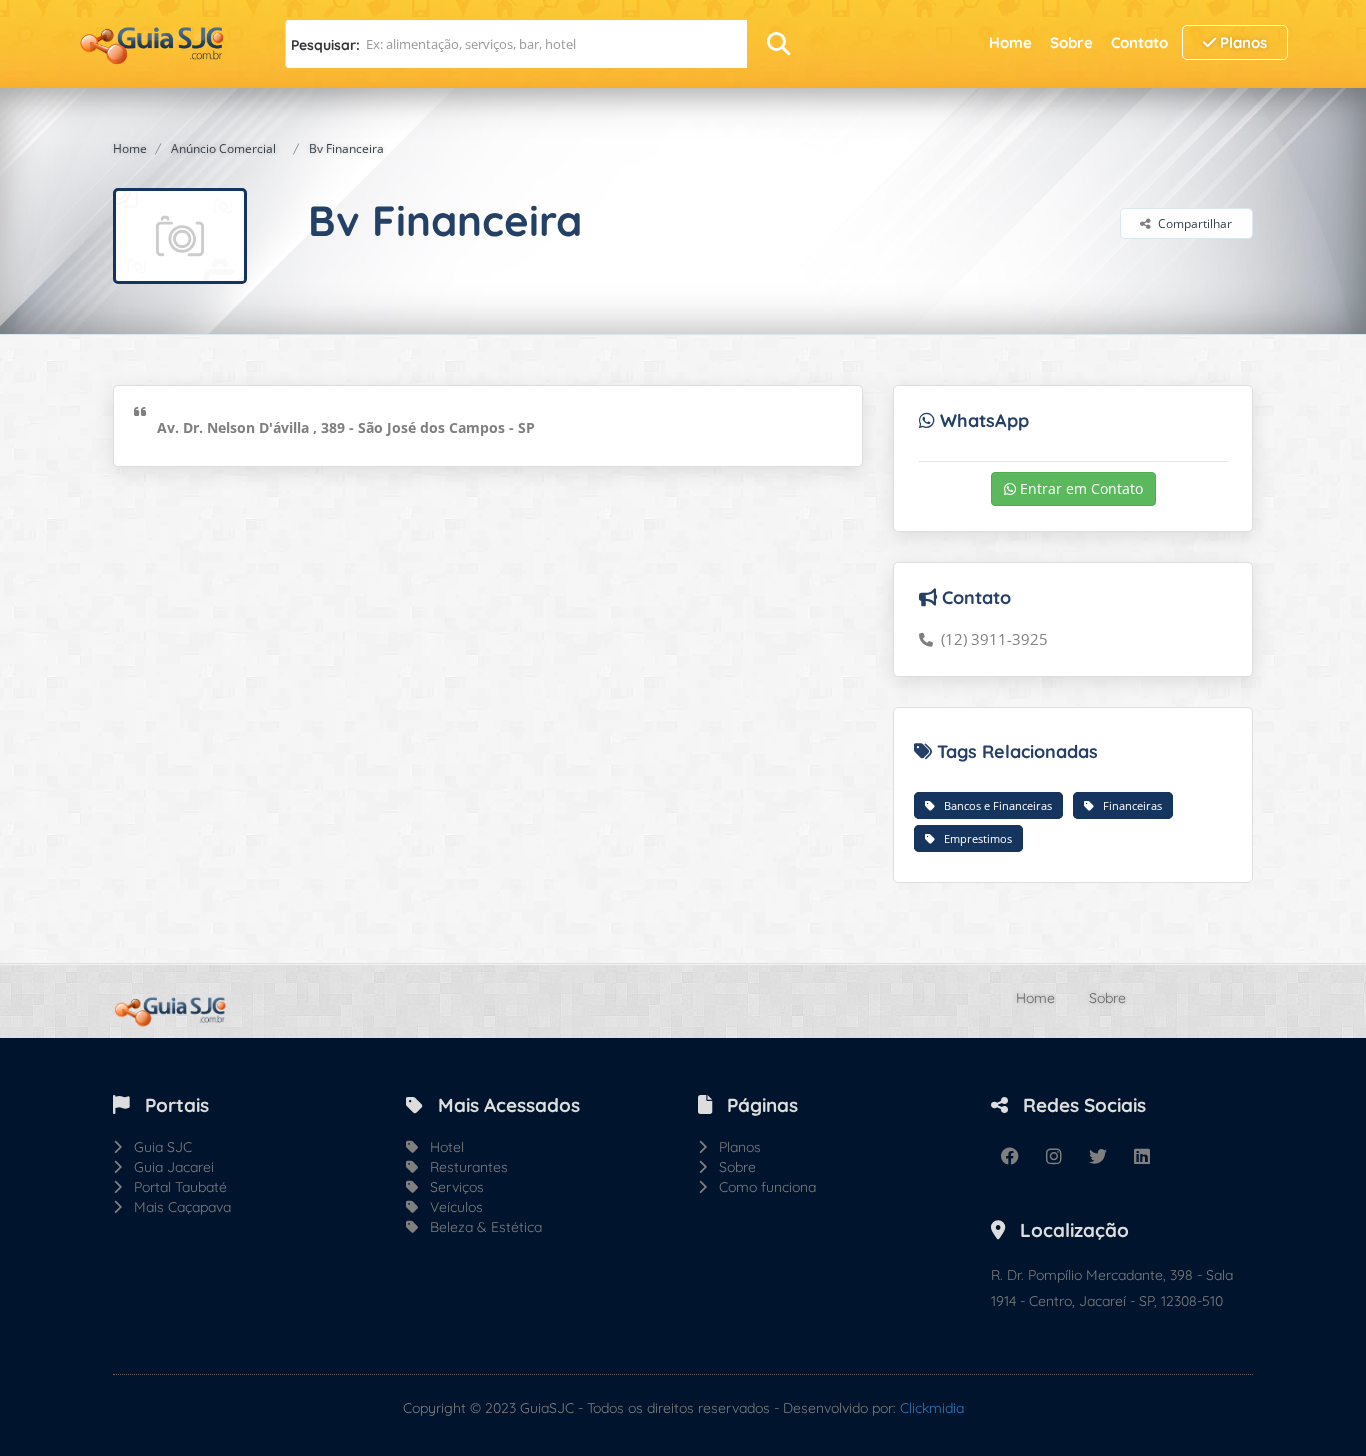 Guia SJC
.com.br
Pesquisar: Ex: alimentação, serviços, bar, hotel
Home Sobre Contato Planos
Home / Anúncio Comercial / Bv Financeira
Bv Financeira
Compartilhar
Av. Dr. Nelson D'ávilla , 389 - São José dos Campos - SP
WhatsApp
Entrar em Contato
Contato
(12) 3911-3925
Tags Relacionadas
Bancos e Financeiras Financeiras
Emprestimos
Guia SJC
.com.br
Home Sobre
Portais
Guia SJC
Guia Jacarei
Portal Taubaté
Mais Caçapava
Mais Acessados
Hotel
Resturantes
Serviços
Veículos
Beleza & Estética
Páginas
Planos
Sobre
Como funciona
Redes Sociais
Localização
R. Dr. Pompílio Mercadante, 398 - Sala
1914 - Centro, Jacareí - SP, 12308-510
Copyright © 2023 GuiaSJC - Todos os direitos reservados - Desenvolvido por: Clickmidia